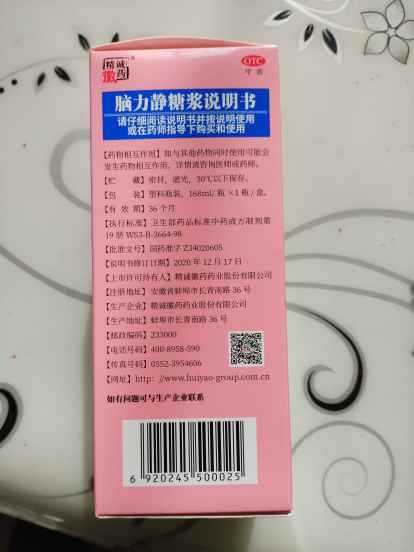 精诚
徽药
OTC
甲类
脑力静糖浆说明书
请仔细阅读说明书并按说明使用
或在药师指导下购买和使用
【药物相互作用】如与其他药物同时使用可能会
发生药物相互作用，详情请咨询医师或药师。
【贮 藏】密封，遮光，30℃以下保存。
【包 装】塑料瓶装，168ml/瓶×1瓶/盒。
【有 效 期】36个月
【执行标准】卫生部药品标准中药成方制剂第
19册 WS3-B-3664-98
【批准文号】国药准字Z34020605
【说明书修订日期】2020年12月17日
【上市许可持有人】精诚徽药药业股份有限公司
【注册地址】安徽省蚌埠市长青南路36号
【生产企业】精诚徽药药业股份有限公司
【生产地址】蚌埠市长青南路36号
【邮政编码】233000
【电话号码】400-8958-590
【传真号码】0552-3954606
【网址】http: //www.huiyao-group.com.cn
如有问题可与生产企业联系
6 920245 500025